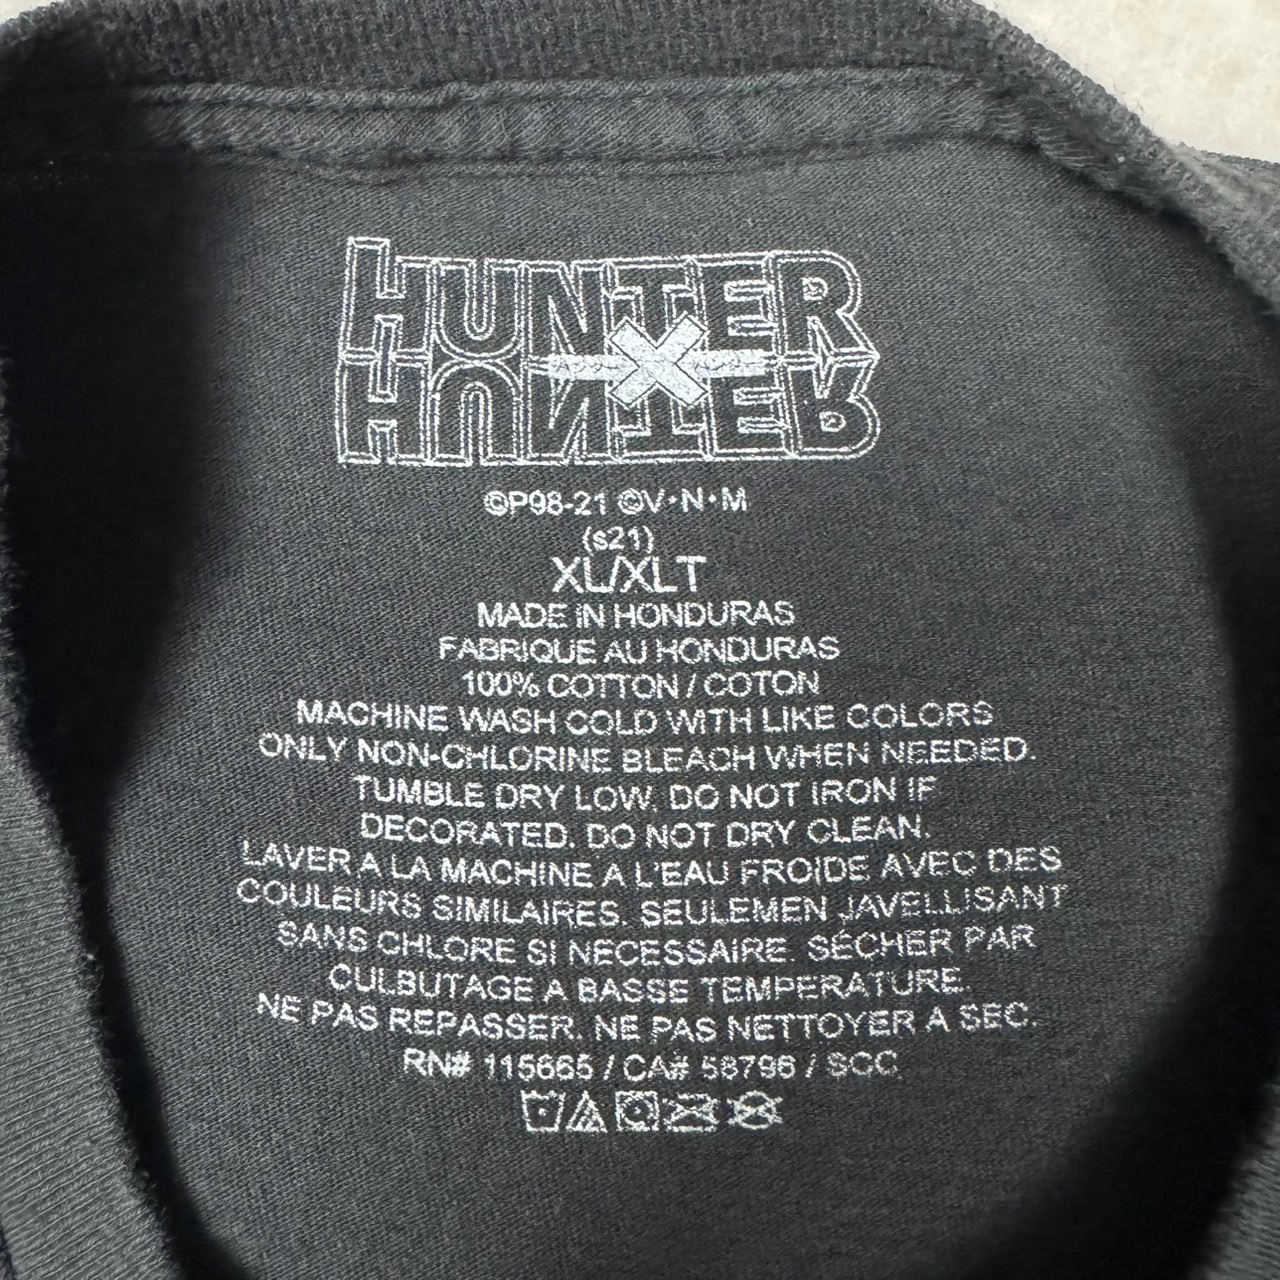 HUNTER
X
HUNTER
©P98-21 ©V·N·M
(s21)
XL/XLT
MADE IN HONDURAS
FABRIQUE AU HONDURAS
100% COTTON / COTON
MACHINE WASH COLD WITH LIKE COLORS
ONLY NON-CHLORINE BLEACH WHEN NEEDED.
TUMBLE DRY LOW. DO NOT IRON IF
DECORATED. DO NOT DRY CLEAN.
LAVER A LA MACHINE A L'EAU FROIDE AVEC DES
COULEURS SIMILAIRES. SEULEMEN JAVELLISANT
SANS CHLORE SI NECESSAIRE. SÉCHER PAR
CULBUTAGE A BASSE TEMPERATURE.
NE PAS REPASSER. NE PAS NETTOYER A SEC.
RN# 115665 / CA# 58796 / SCC